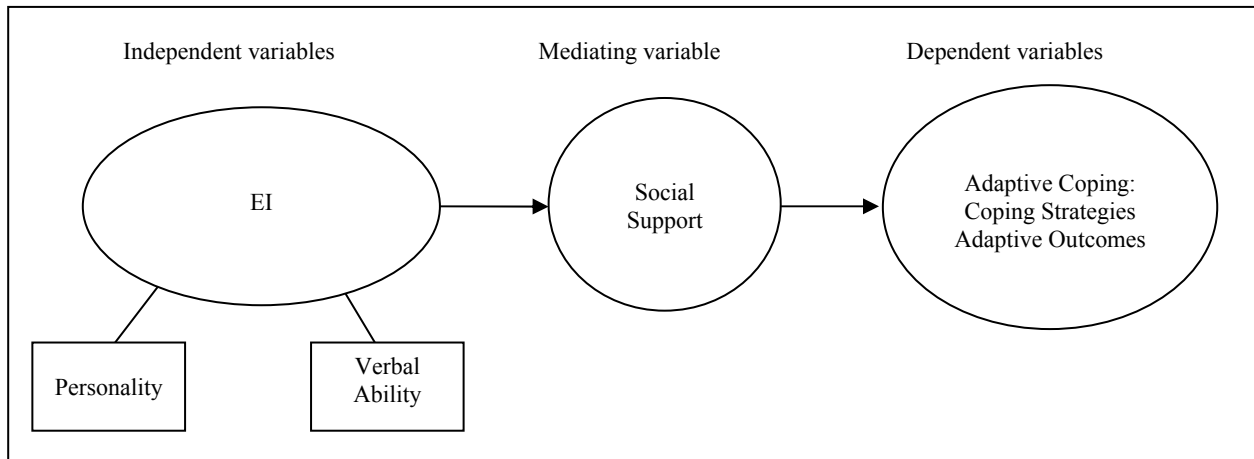 Independent variables
Mediating variable
Dependent variables
EI
Social
Support
Adaptive Coping:
Coping Strategies
Adaptive Outcomes
Personality
Verbal
Ability